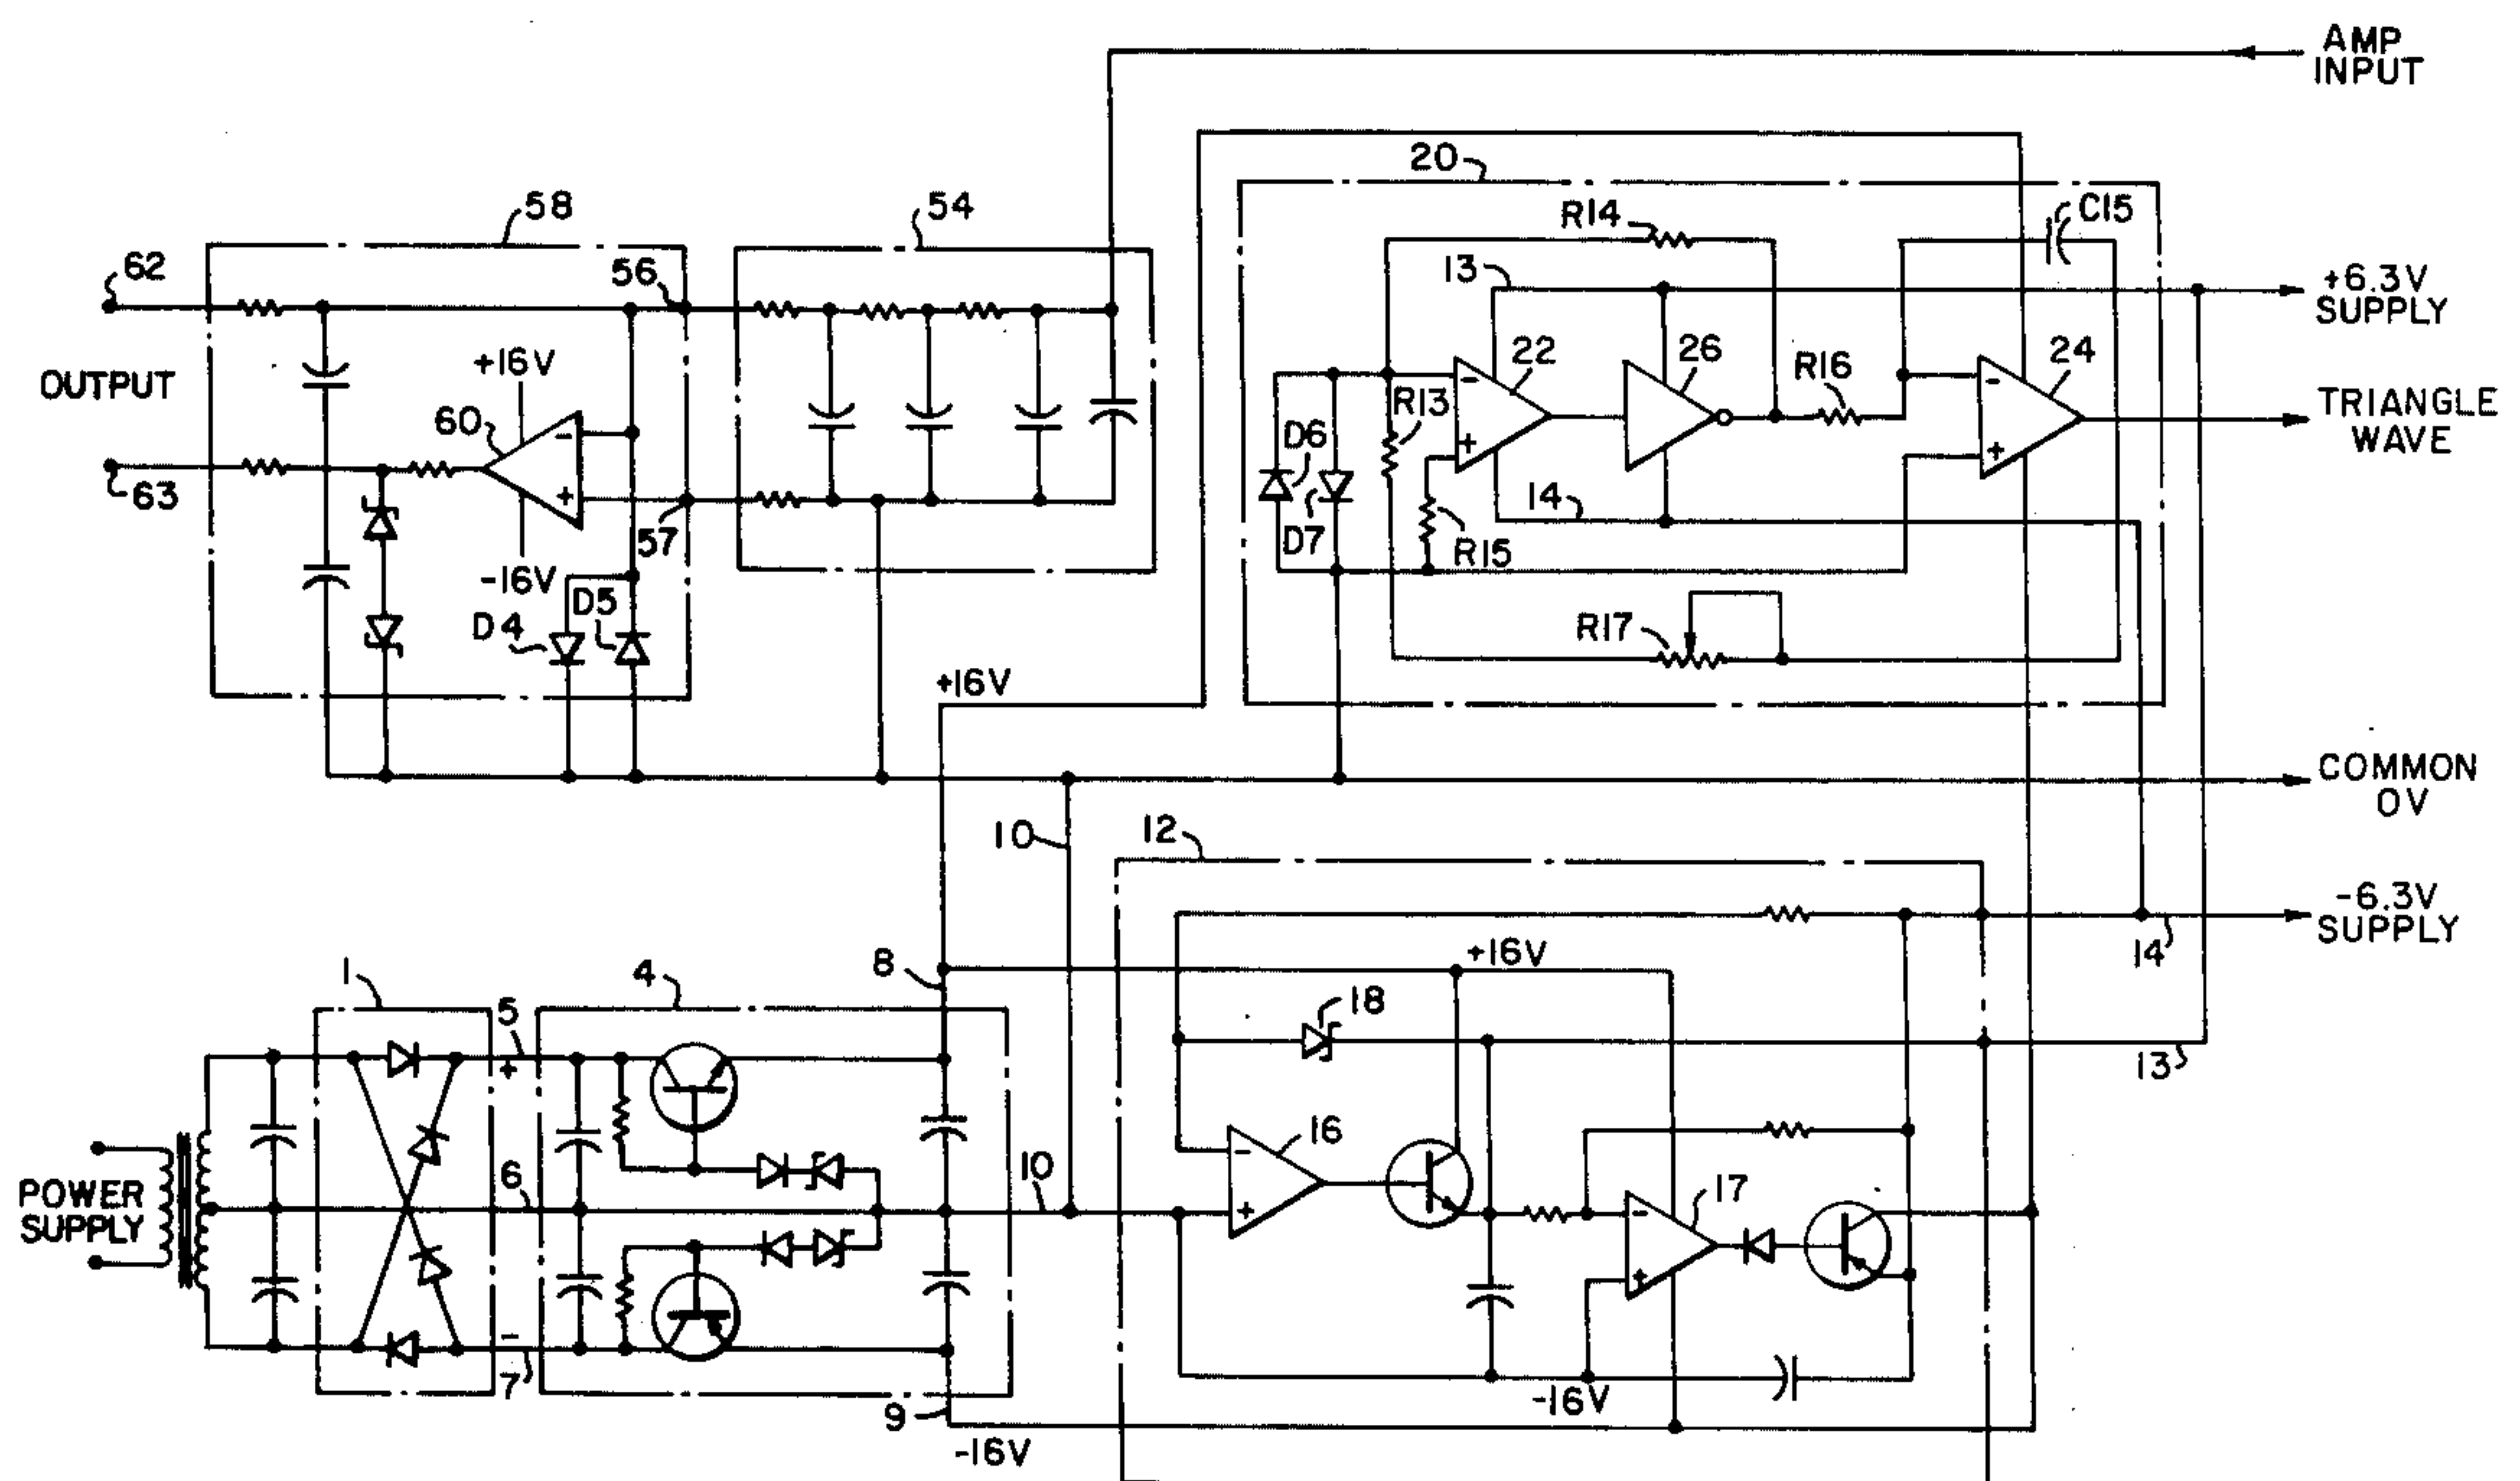 AMP
INPUT
20
R14
C15
58
54
62
56
13
+6.3V
SUPPLY
+16V
22
26
R16
24
OUTPUT
-
R13
-
TRIANGLE
WAVE
60
-
D6
+
+
63
+
14
57
D7
R15
-16V
D5
D4
R17
+16V
COMMON
0V
10
12
-6.3V
SUPPLY
14
+16V
8
1
4
18
5
13
+
16
-
POWER
SUPPLY
6
10
17
+
-
+
-
7
-16V
9
-16V